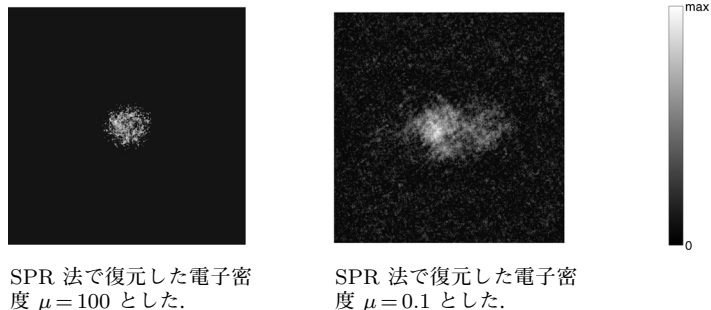 max
0
SPR 法で復元した電子密
度 μ=100 とした.
SPR 法で復元した電子密
度 μ=0.1 とした.